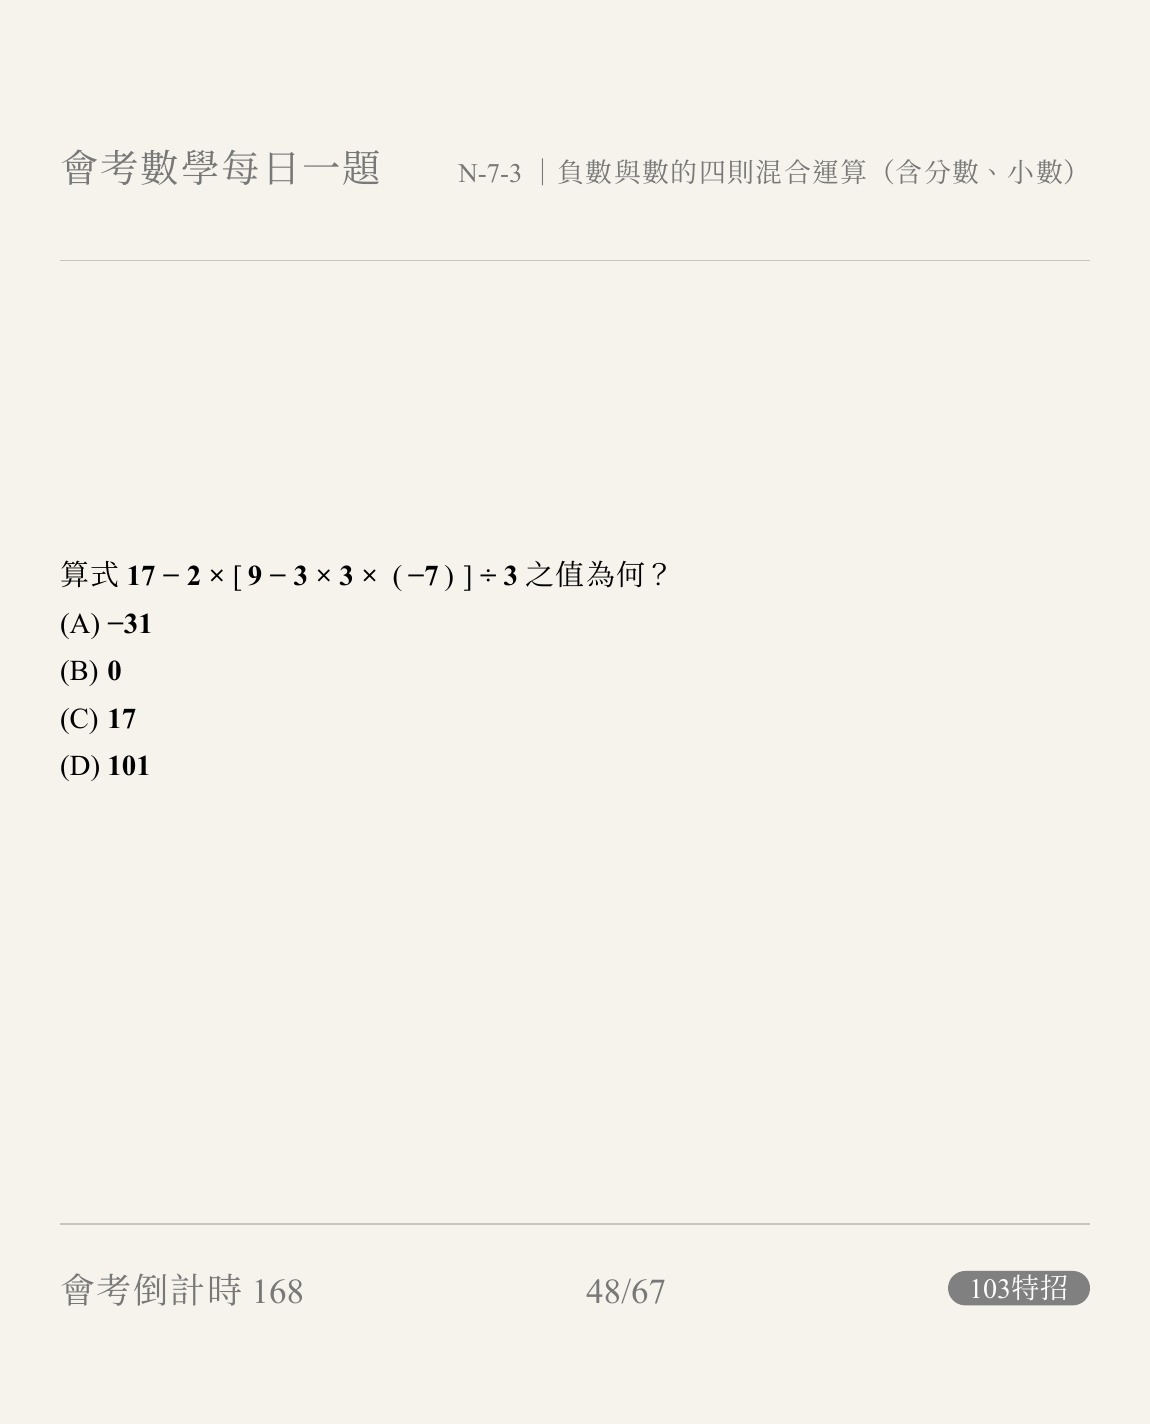 會考數學每日一題
N-7-3｜負數與數的四則混合運算（含分數、小數）
算式 17 − 2 × [ 9 − 3 × 3 × ( −7 ) ] ÷ 3 之值為何？
(A) −31
(B) 0
(C) 17
(D) 101
會考倒計時 168
48/67
103特招